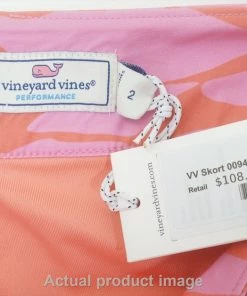 vineyard vines®
PERFORMANCE
2
vineyardvines.com
VV Skort 0094
Retail $108.
Actual product image